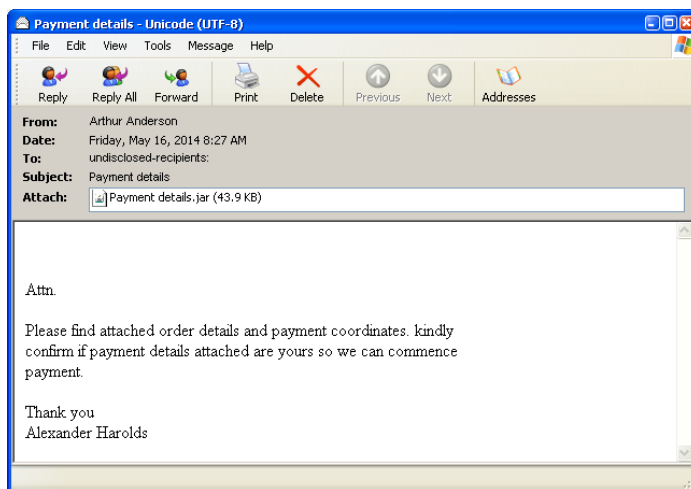 Payment details - Unicode (UTF-8)
File Edit View Tools Message Help
Reply Reply All Forward Print Delete Previous Next Addresses
From: Arthur Anderson
Date: Friday, May 16, 2014 8:27 AM
To: undisclosed-recipients:
Subject: Payment details
Attach: Payment details.jar (43.9 KB)
Attn.
Please find attached order details and payment coordinates. kindly
confirm if payment details attached are yours so we can commence
payment.
Thank you
Alexander Harolds